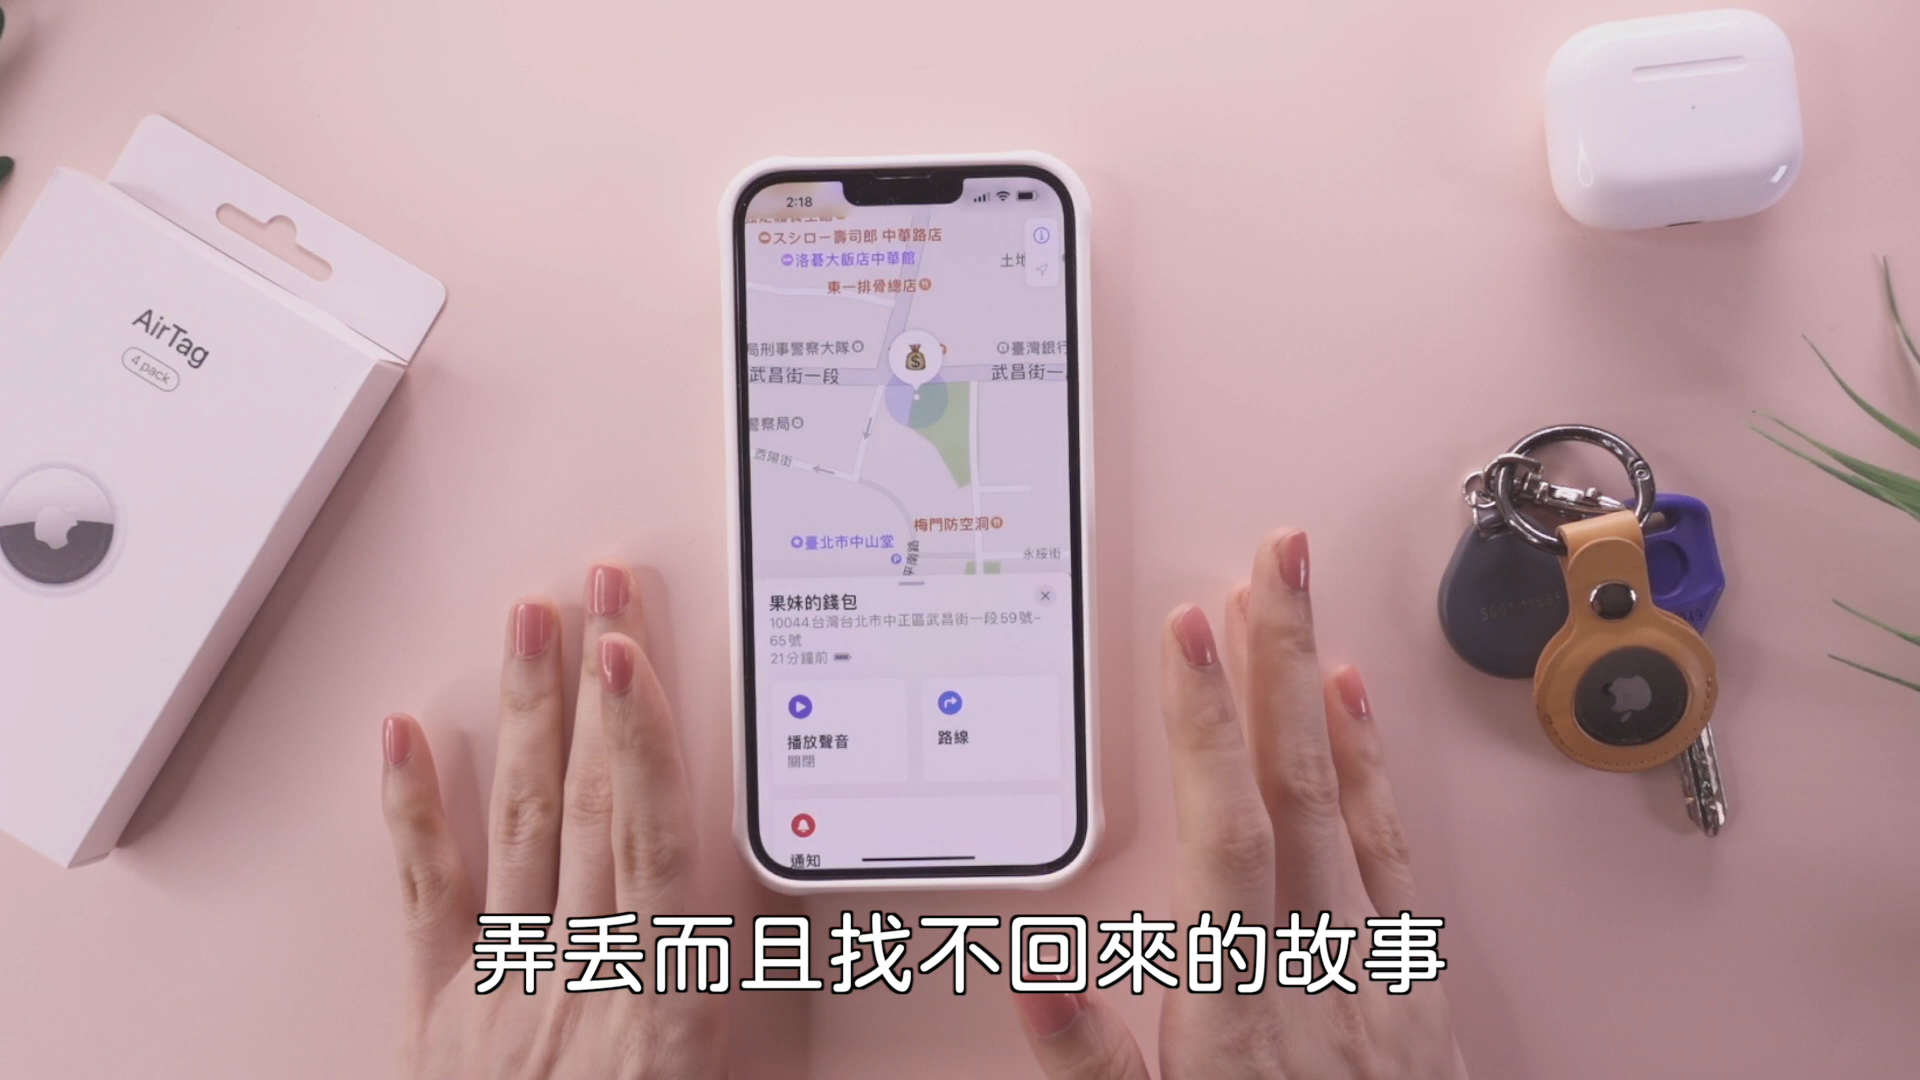 AirTag
4 pack
2:18
スシロー壽司郎 中華路店
洛碁大飯店中華館
土地
東一排骨總店
局刑事警察大隊
臺灣銀行
武昌街一段
武昌街一
警察局
酉陽街
梅門防空洞
臺北市中山堂
永綏街
果妹的錢包
10044台灣台北市中正區武昌街一段59號–
65號
21分鐘前
播放聲音
關閉
路線
通知
弄丟而且找不回來的故事